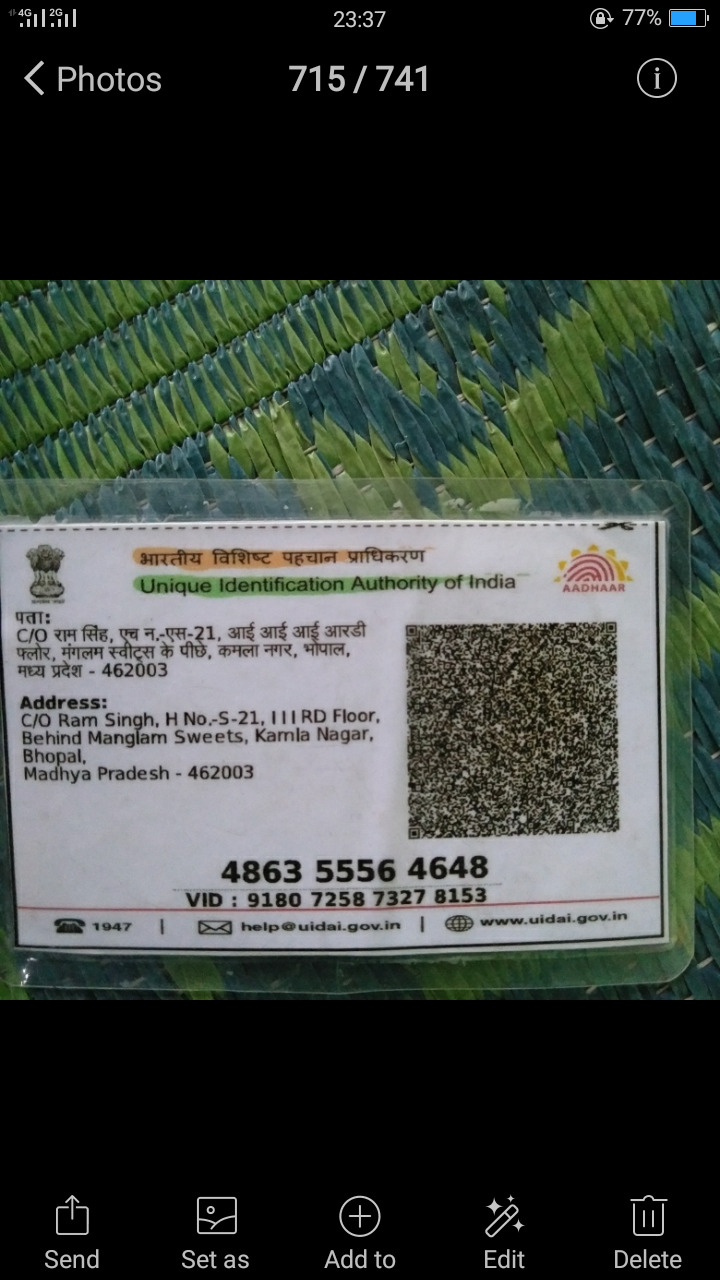 4G 2G 23:37 77%
Photos 715 / 741
भारतीय विशिष्ट पहचान प्राधिकरण
Unique Identification Authority of India
AADHAAR
पता:
C/O राम सिंह, एच न.-एस-21, आई आई आई आरडी
फ्लोर, मंगलम स्वीट्स के पीछे, कमला नगर, भोपाल,
मध्य प्रदेश - 462003
Address:
C/O Ram Singh, H No.-S-21, I I I RD Floor,
Behind Manglam Sweets, Kamla Nagar,
Bhopal,
Madhya Pradesh - 462003
4863 5556 4648
VID : 9180 7258 7327 8153
1947 | help@uidai.gov.in | www.uidai.gov.in
Send Set as Add to Edit Delete